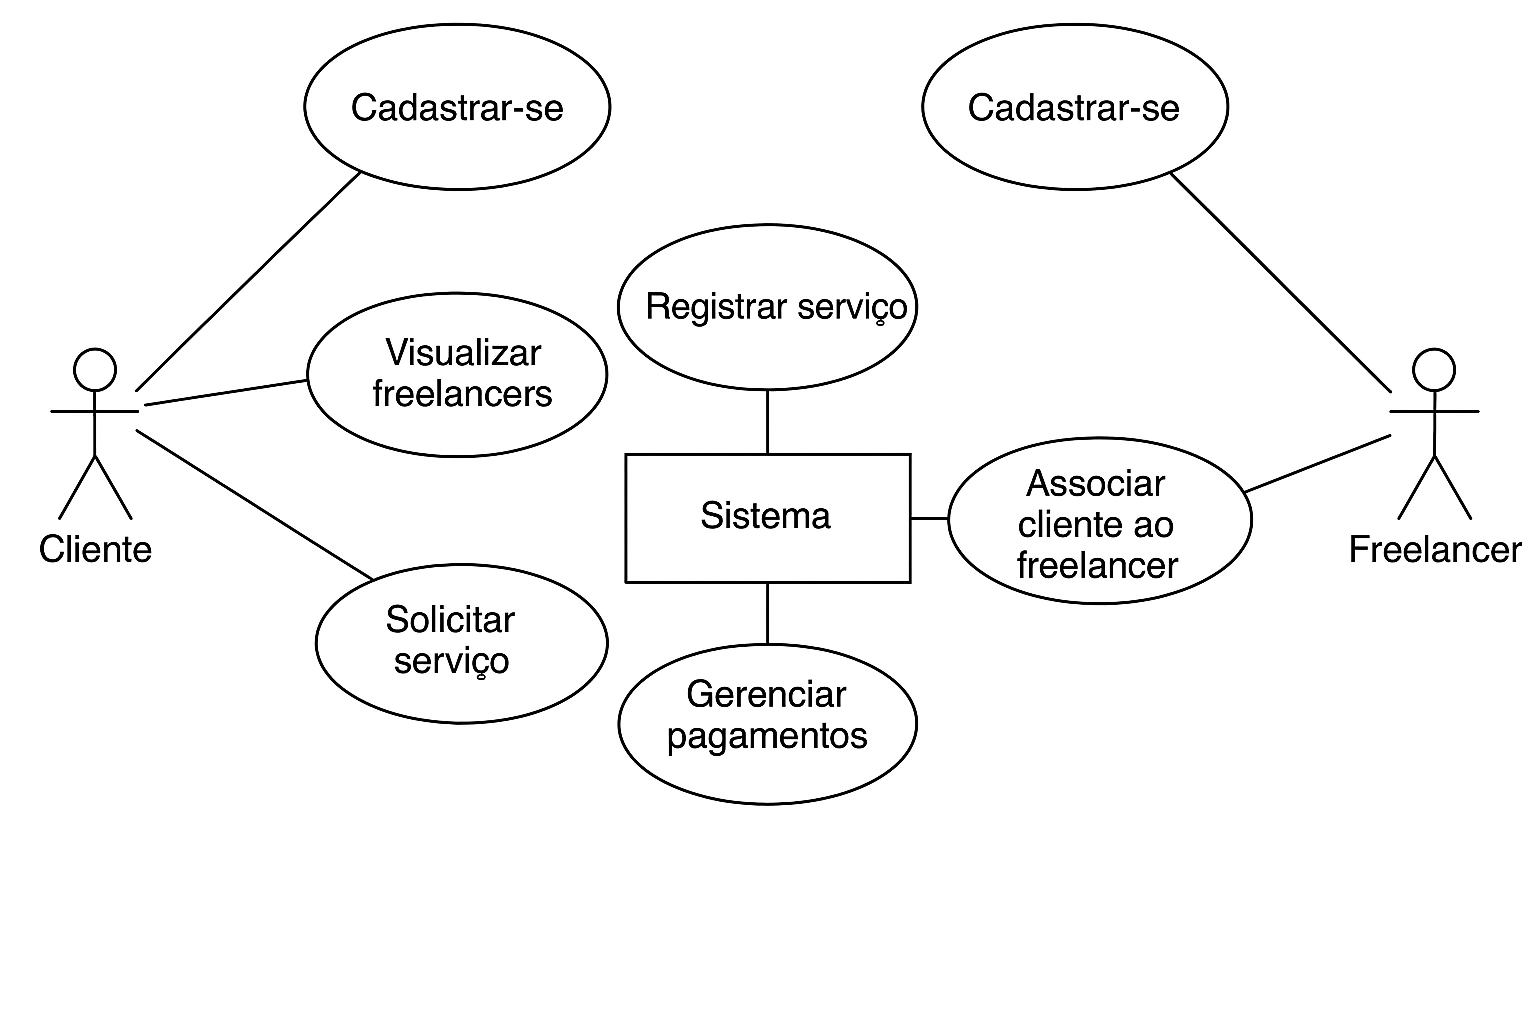 Cadastrar-se
Cadastrar-se
Registrar serviço
Visualizar
freelancers
Associar
cliente ao
freelancer
Sistema
Cliente
Freelancer
Solicitar
serviço
Gerenciar
pagamentos